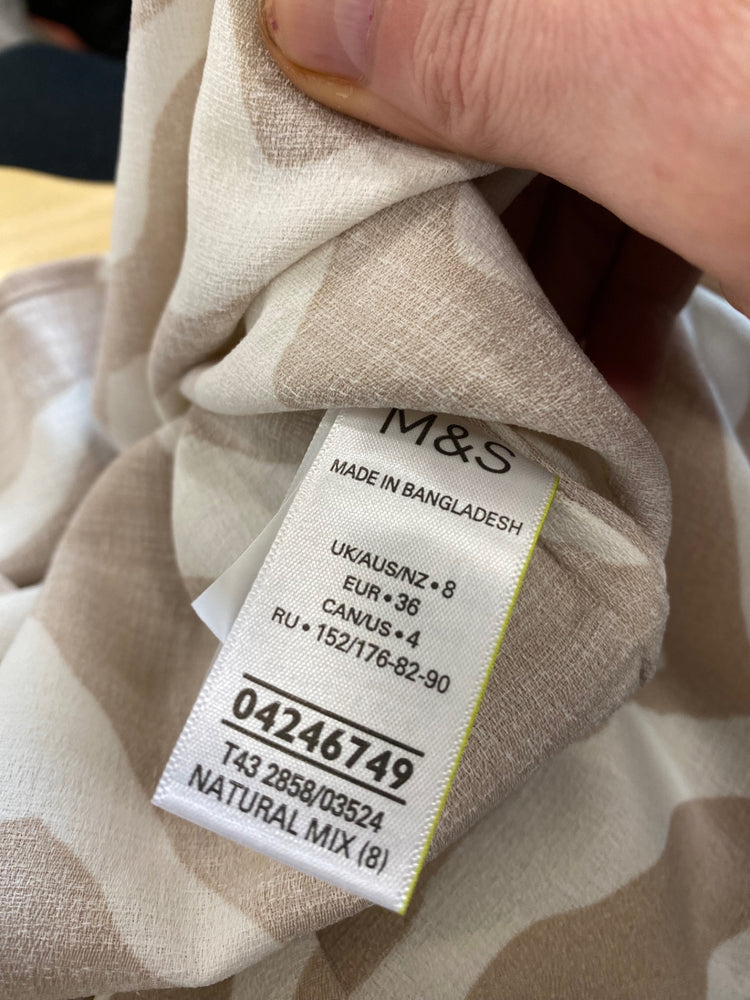 M&S
MADE IN BANGLADESH
UK/AUS/NZ • 8
EUR • 36
CAN/US • 4
RU • 152/176-82-90
04246749
T43 2858/03524
NATURAL MIX (8)